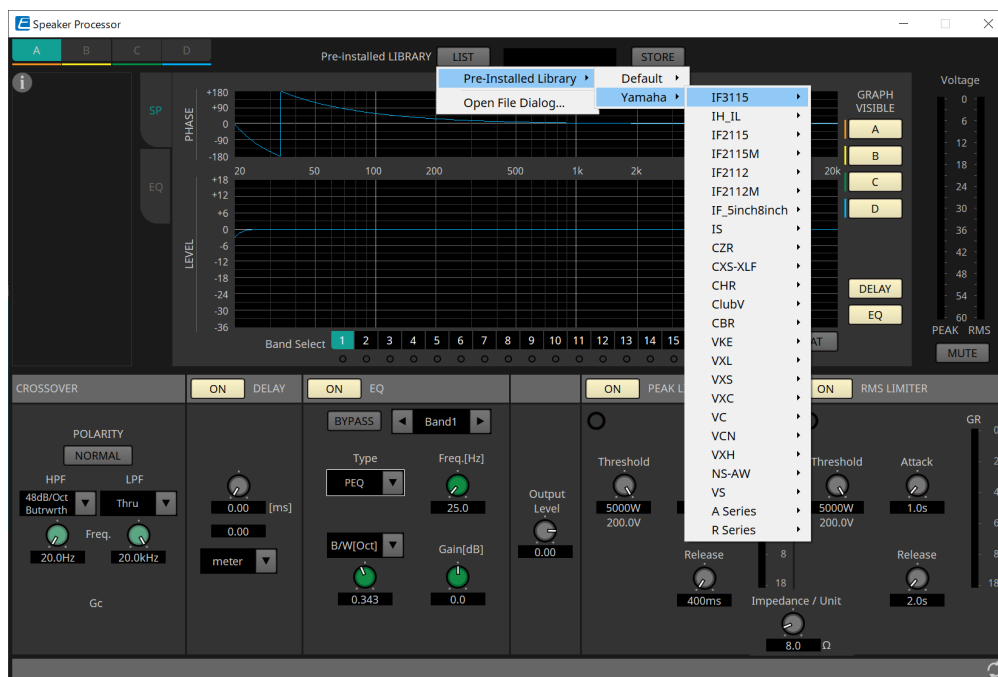 Speaker Processor
A B C D
Pre-installed LIBRARY LIST STORE
Pre-Installed Library
Open File Dialog...
Default
Yamaha
IF3115
IH_IL
IF2115
IF2115M
IF2112
IF2112M
IF_5inch8inch
IS
CZR
CXS-XLF
CHR
ClubV
CBR
VKE
VXL
VXS
VXC
VC
VCN
VXH
NS-AW
VS
A Series
R Series
SP
EQ
PHASE
+180
+90
0
-90
-180
20 50 100 200 500 1k 2k 20k
LEVEL
+18
+12
+6
0
-6
-12
-18
-24
-30
-36
Band Select 1 2 3 4 5 6 7 8 9 10 11 12 13 14 15
GRAPH
VISIBLE
A
B
C
D
DELAY
EQ
Voltage
0
6
12
18
24
30
36
42
48
54
60
PEAK RMS
MUTE
CROSSOVER
POLARITY
NORMAL
HPF LPF
48dB/Oct
Butrwrth
Thru
Freq.
20.0Hz 20.0kHz
Gc
ON DELAY
0.00 [ms]
0.00
meter
ON EQ
BYPASS Band1
Type Freq.[Hz]
PEQ
25.0
B/W[Oct] Gain[dB]
0.343 0.0
Output
Level
0.00
ON PEAK L
Threshold
5000W
200.0V
Release
400ms
8
18
Impedance / Unit
8.0 Ω
ON RMS LIMITER
GR
Threshold Attack
5000W 1.0s
200.0V
Release
2.0s
0
2
8
18